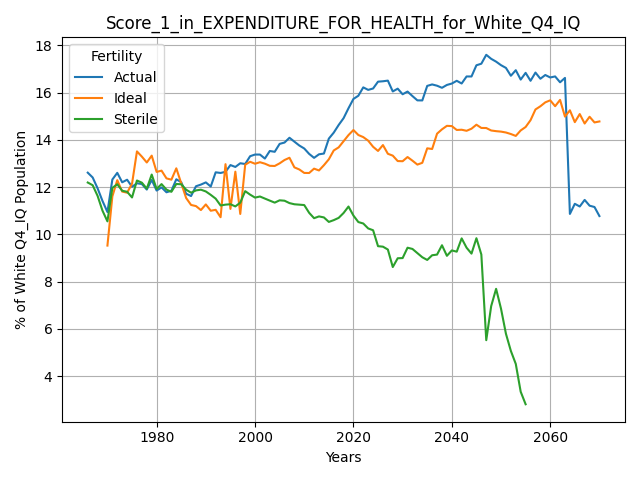 Score_1_in_EXPENDITURE_FOR_HEALTH_for_White_Q4_IQ
Fertility
Actual
Ideal
Sterile
% of White Q4_IQ Population
18
16
14
12
10
8
6
4
1980
2000
2020
2040
2060
Years